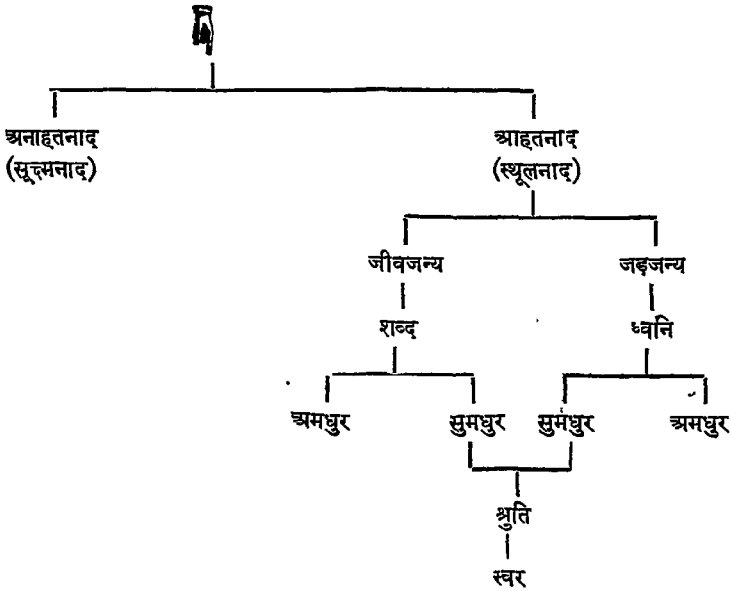 अनाहतनाद आहतनाद
(सूक्ष्मनाद) (स्थूलनाद)
जीवजन्य जड़जन्य
शब्द ध्वनि
अमधुर सुमधुर सुमधुर अमधुर
श्रुति
स्वर